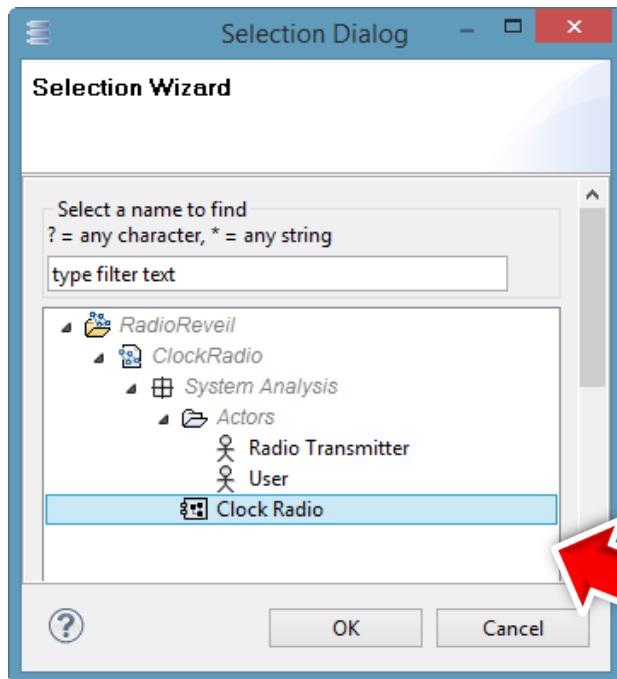 Selection Dialog
Selection Wizard
Select a name to find
? = any character, * = any string
type filter text
RadioReveil
ClockRadio
System Analysis
Actors
Radio Transmitter
User
Clock Radio
OK
Cancel